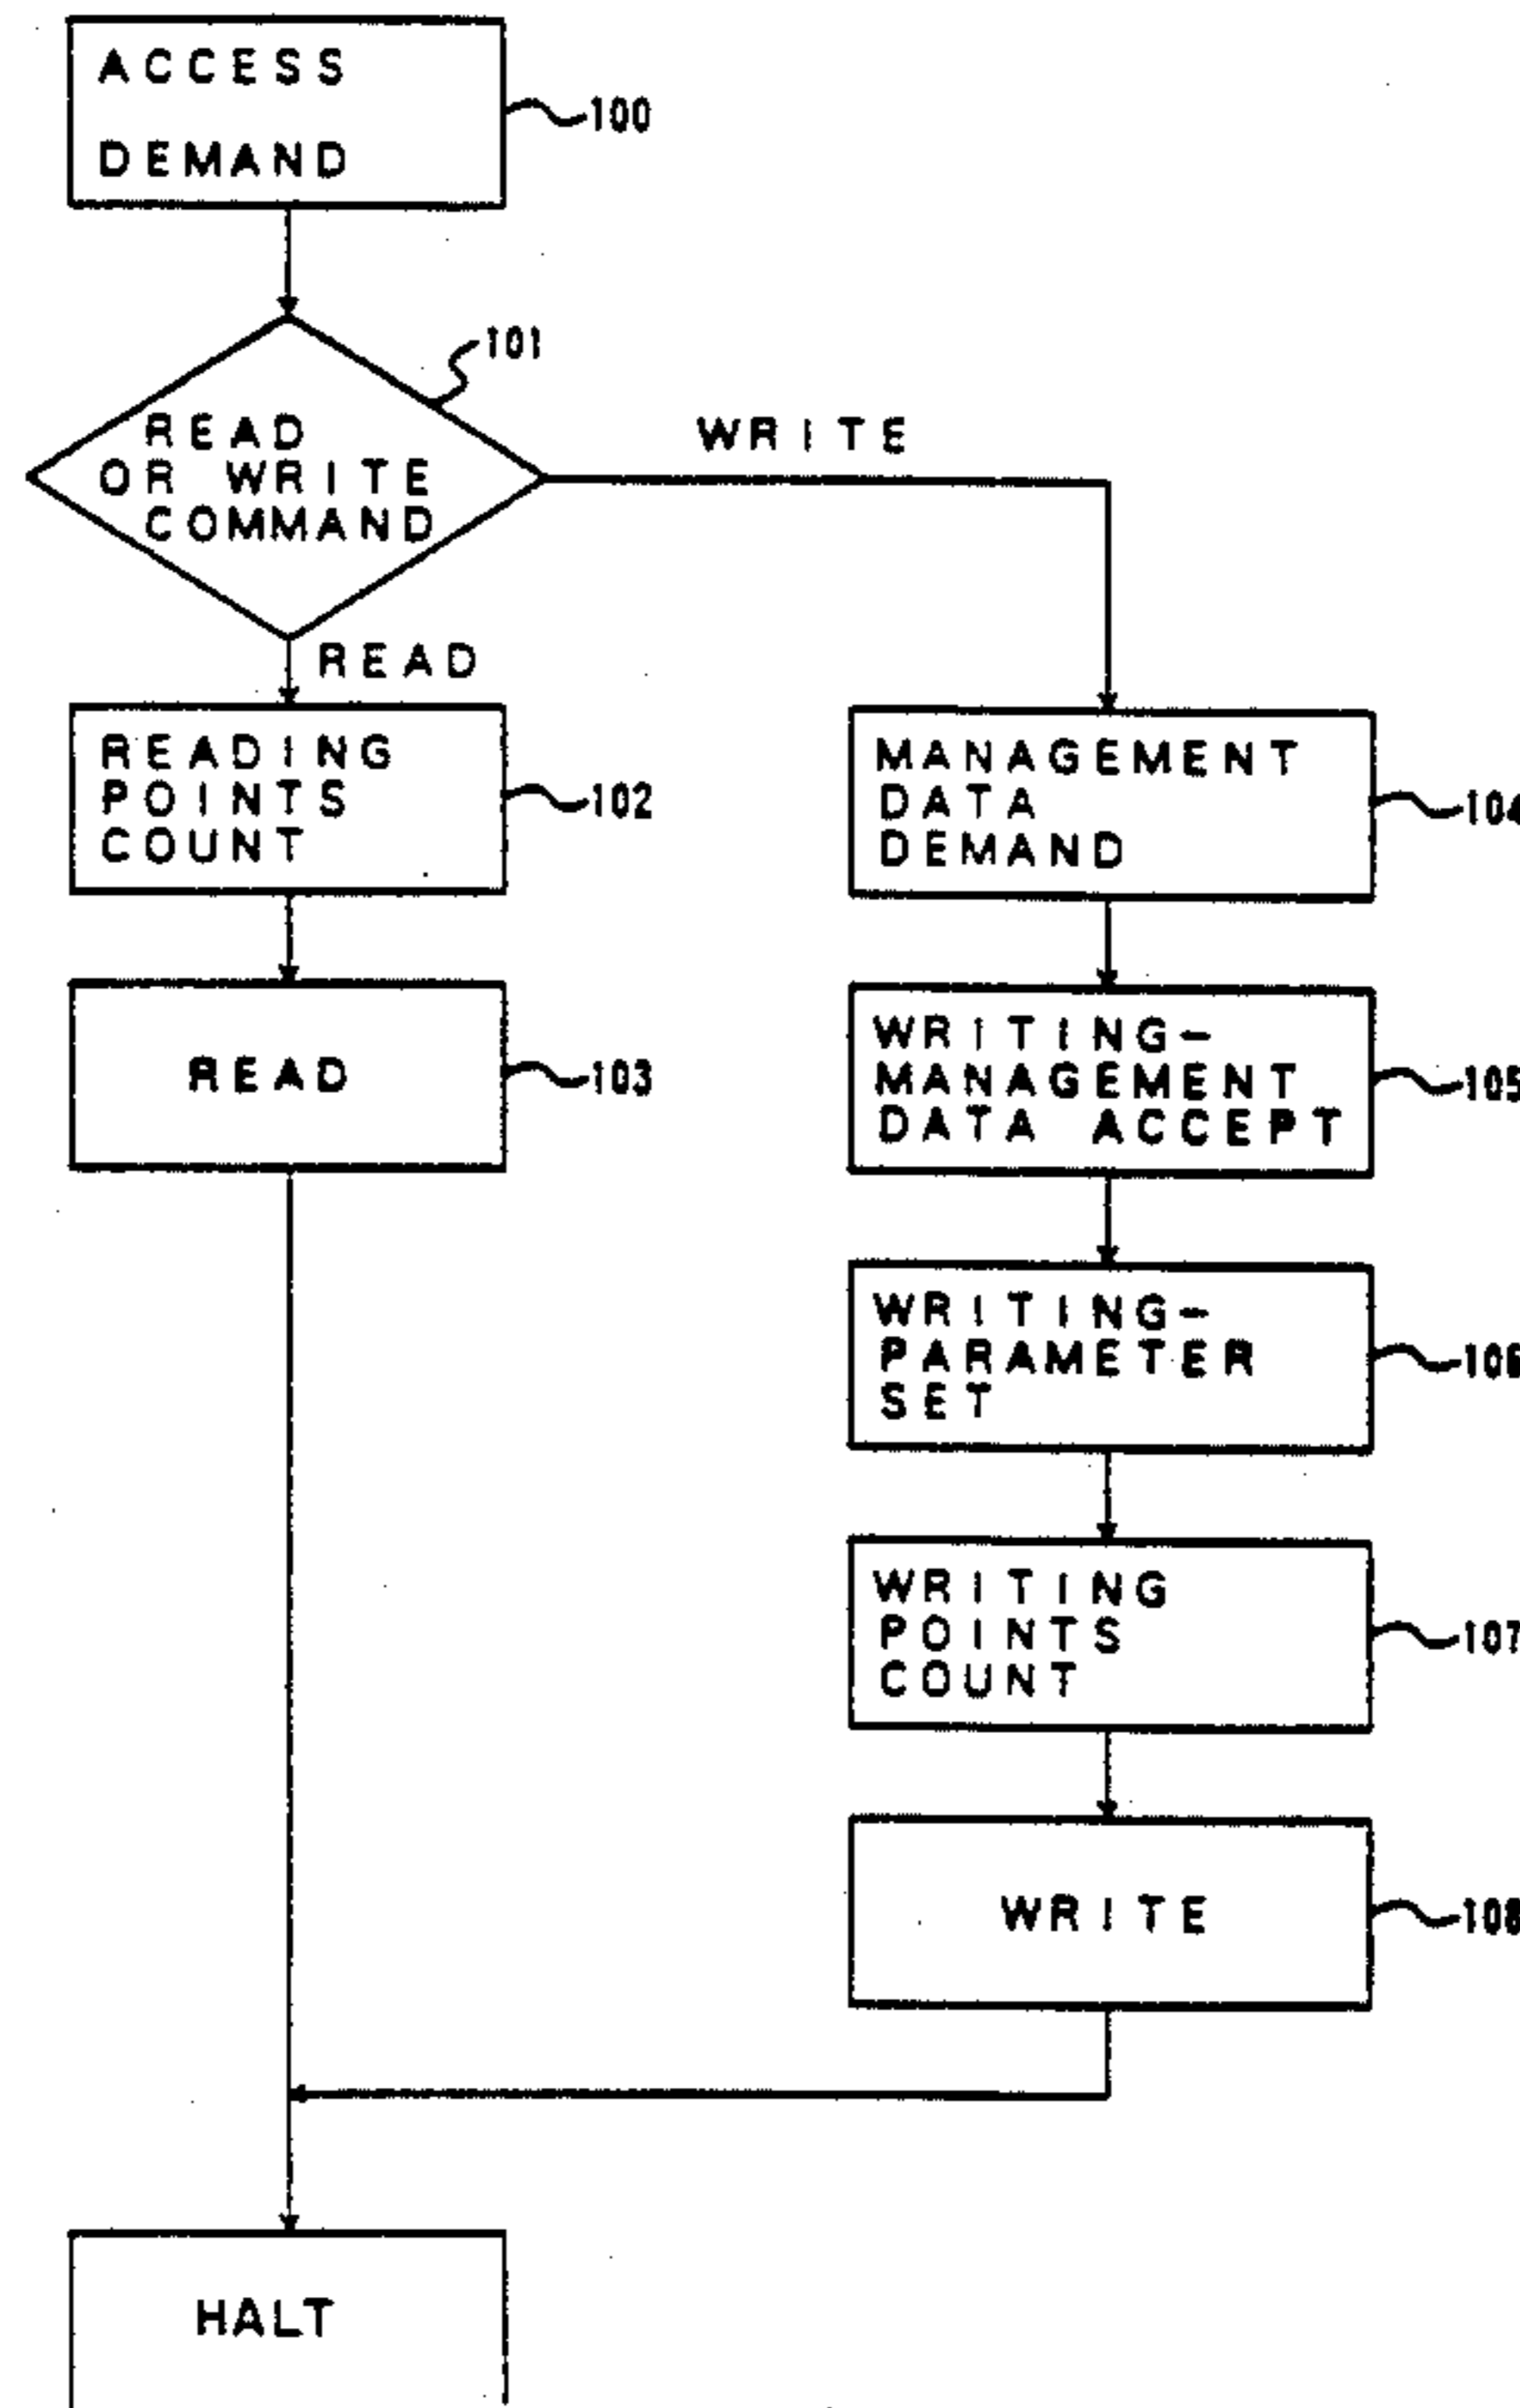 ACCESS
DEMAND
100
101
READ
OR WRITE
COMMAND
WRITE
READ
READING
POINTS
COUNT
102
MANAGEMENT
DATA
DEMAND
104
READ
103
WRITING-
MANAGEMENT
DATA ACCEPT
105
WRITING-
PARAMETER
SET
106
WRITING
POINTS
COUNT
107
WRITE
108
HALT